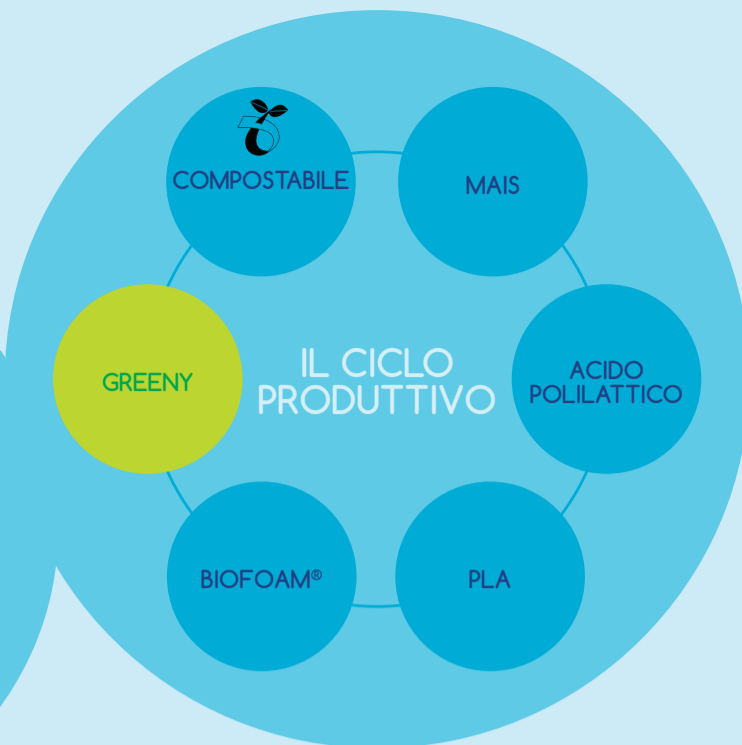 COMPOSTABILE
MAIS
IL CICLO
PRODUTTIVO
GREENY
ACIDO
POLILATTICO
BIOFOAM®
PLA